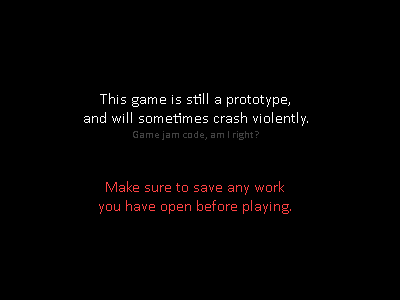 This game is still a prototype,
and will sometimes crash violently.
Game jam code, am I right?
Make sure to save any work
you have open before playing.